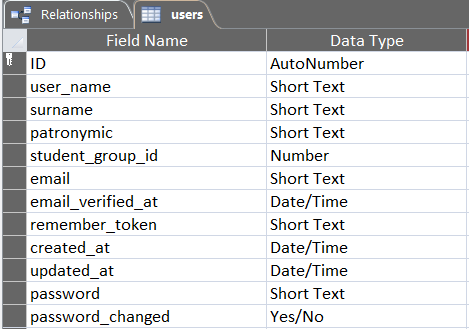 Relationships users
Field Name Data Type
ID AutoNumber
user_name Short Text
surname Short Text
patronymic Short Text
student_group_id Number
email Short Text
email_verified_at Date/Time
remember_token Short Text
created_at Date/Time
updated_at Date/Time
password Short Text
password_changed Yes/No